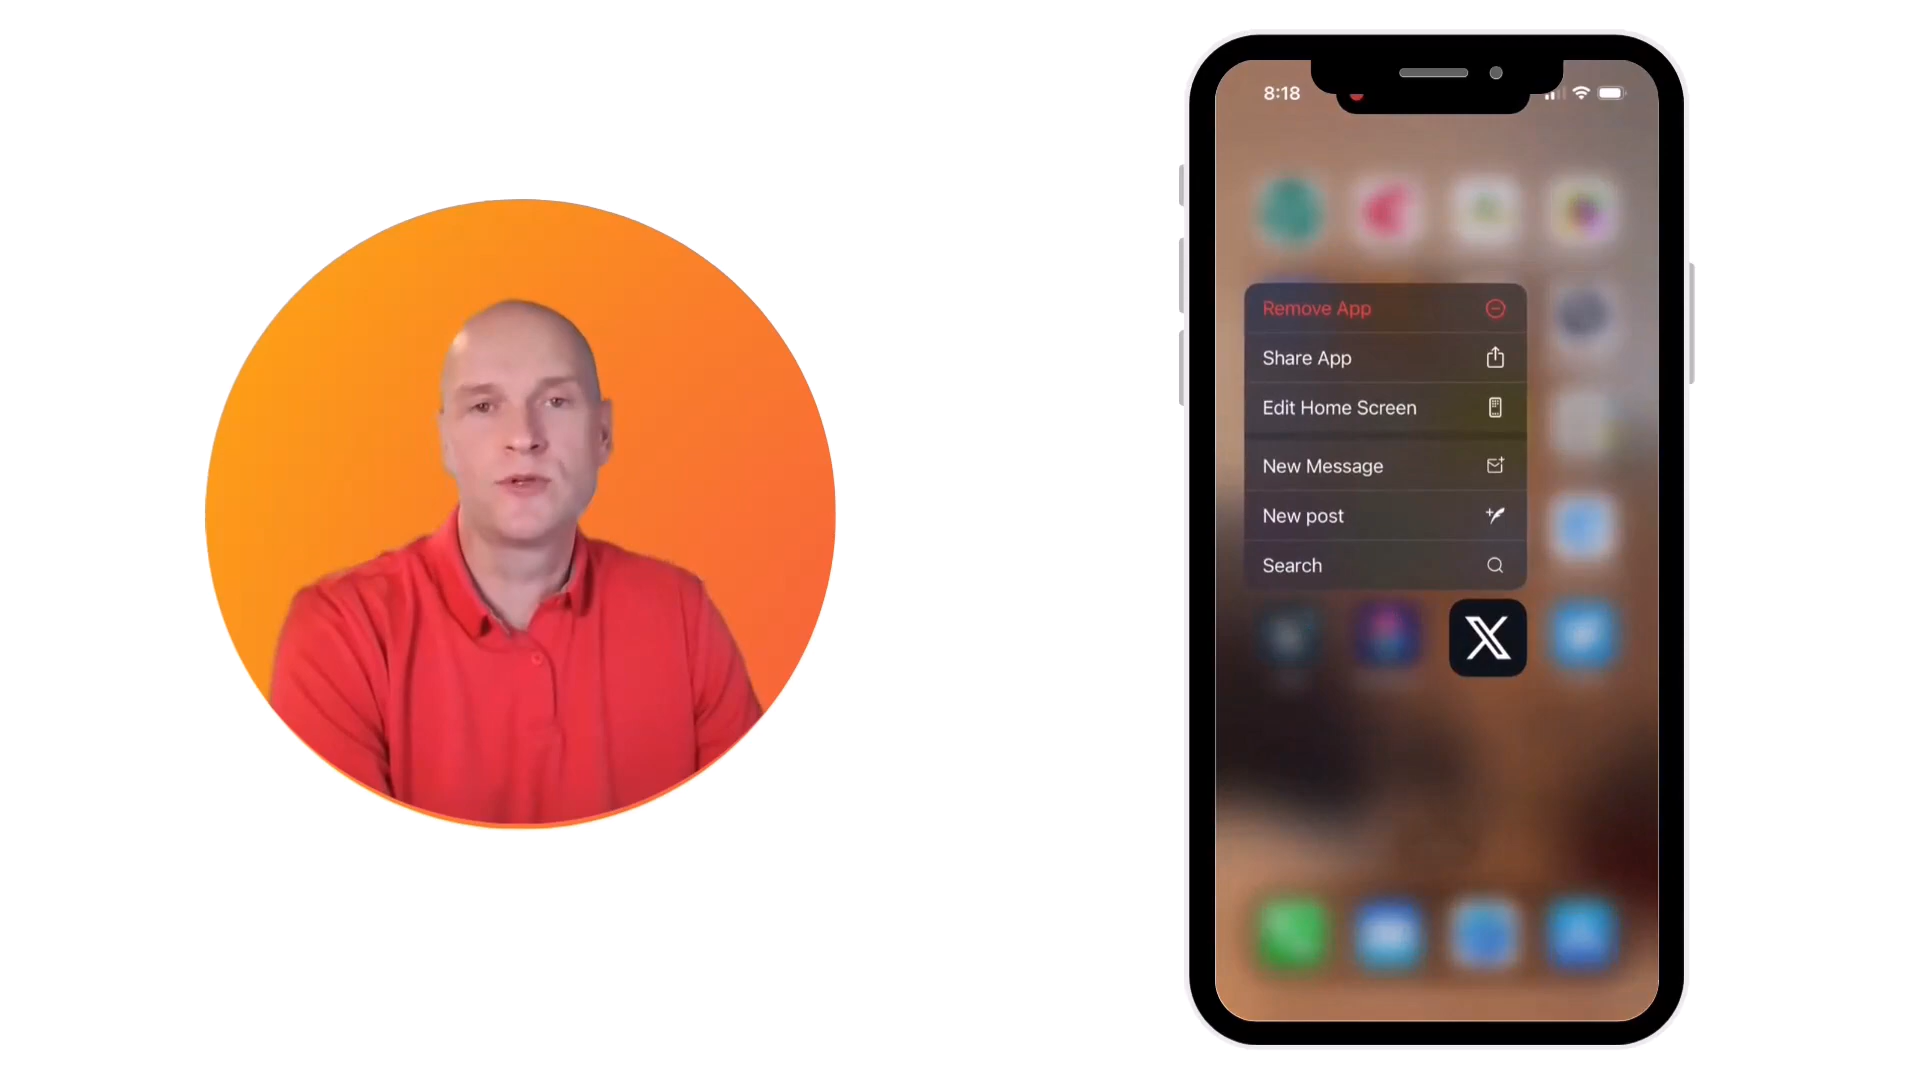 8:18
Remove App
Share App
Edit Home Screen
New Message
New post
Search
X